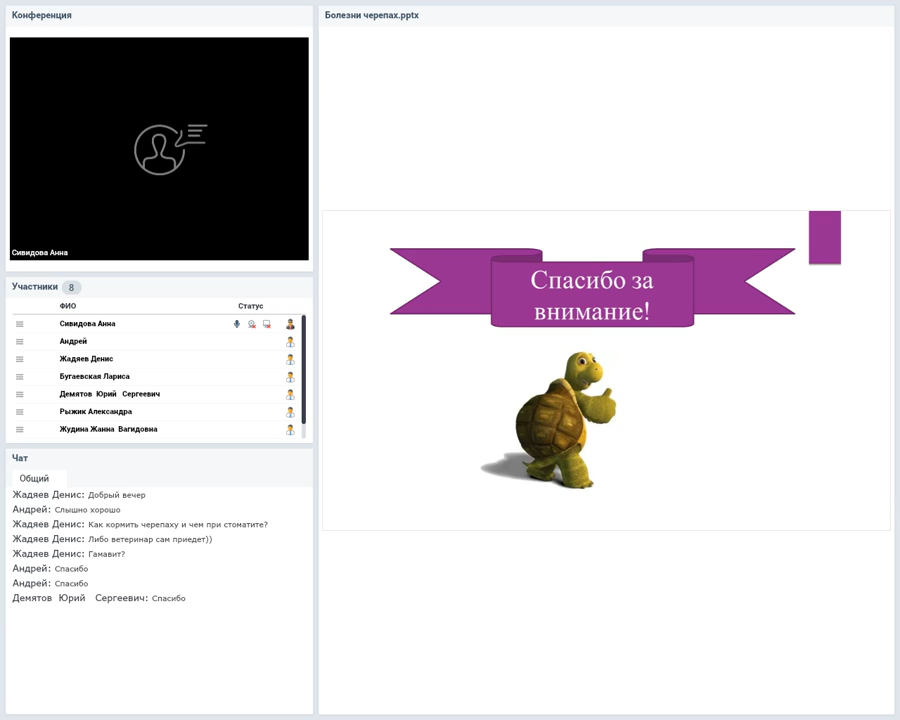 Конференция
Сивидова Анна
Участники 8
ФИО Статус
Сивидова Анна
Андрей
Жадяев Денис
Бугаевская Лариса
Демятов Юрий Сергеевич
Рыжик Александра
Жудина Жанна Вагидовна
Чат
Общий
Жадяев Денис: Добрый вечер
Андрей: Слышно хорошо
Жадяев Денис: Как кормить черепаху и чем при стоматите?
Жадяев Денис: Либо ветеринар сам приедет))
Жадяев Денис: Гамавит?
Андрей: Спасибо
Андрей: Спасибо
Демятов Юрий Сергеевич: Спасибо
Болезни черепах.pptx
Спасибо за
внимание!